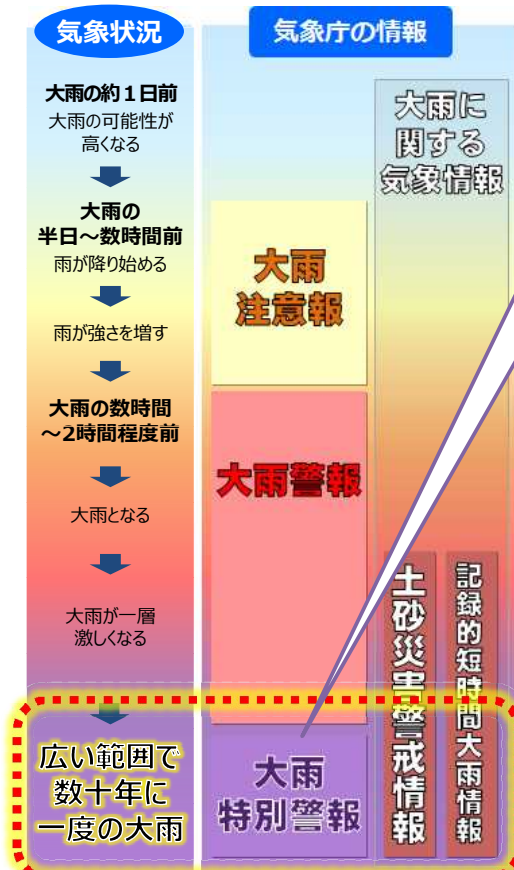 気象状況
大雨の約1日前
大雨の可能性が
高くなる
大雨の
半日～数時間前
雨が降り始める
雨が強さを増す
大雨の数時間
～2時間程度前
大雨となる
大雨が一層
激しくなる
広い範囲で
数十年に
一度の大雨
気象庁の情報
大雨
注意報
大雨警報
大雨
特別警報
大雨に
関する
気象情報
土砂災害警戒情報
記録的短時間大雨情報